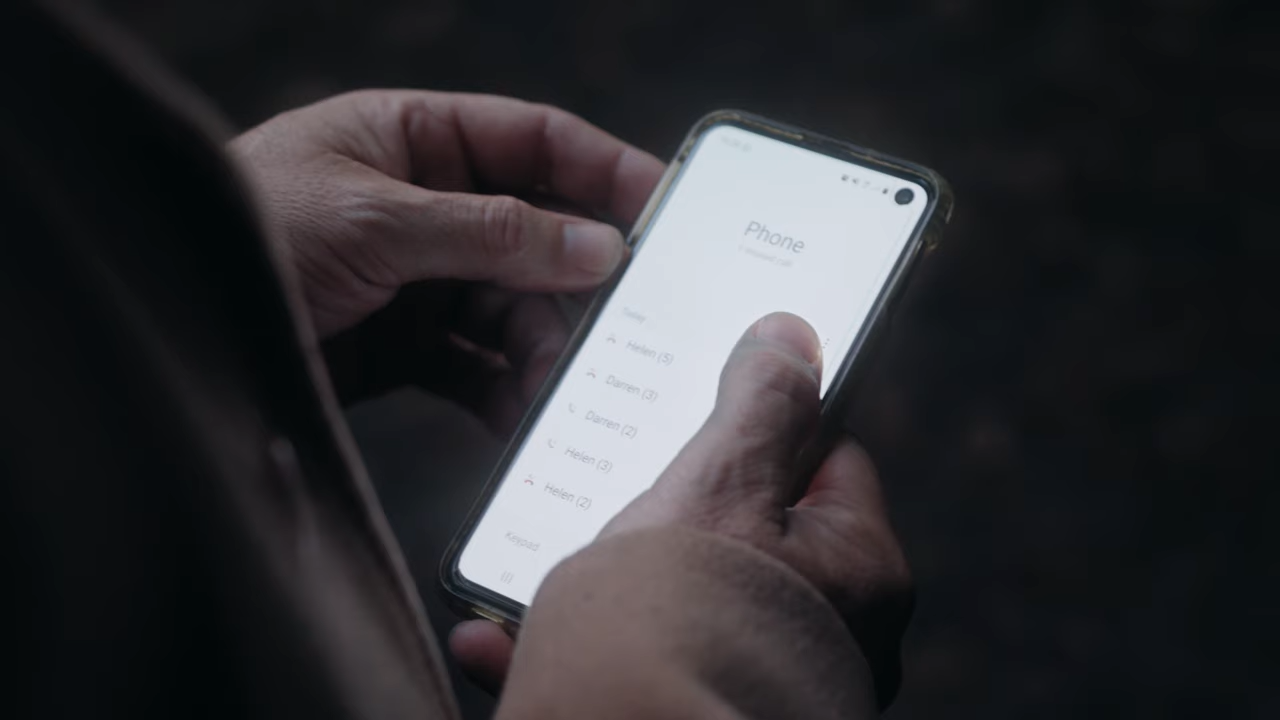 Phone
Today
Helen (5)
Darren (3)
Darren (2)
Helen (3)
Helen (2)
Keypad